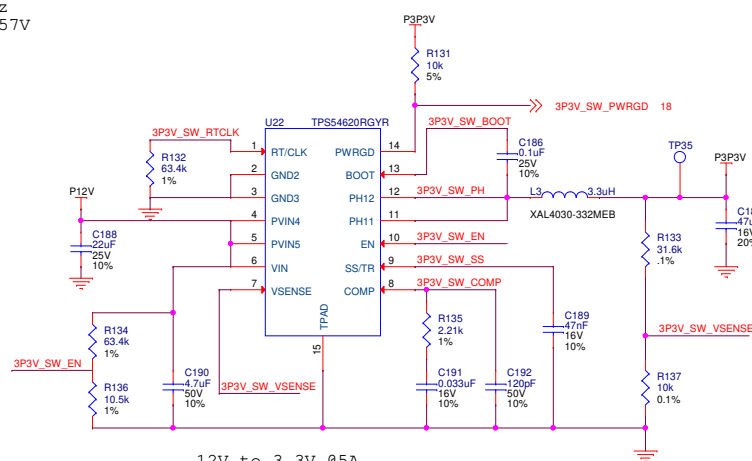 z
57V
P3P3V
R131
10k
5%
3P3V_SW_PWRGD 18
U22 TPS54620RGYR
3P3V_SW_RTCLK
3P3V_SW_BOOT
R132
63.4k
1%
C186
0.1uF
25V
10%
TP35
P3P3V
1 RT/CLK PWRGD 14
2 GND2 BOOT 13
3 GND3 PH12 12 3P3V_SW_PH
L3 3.3uH
XAL4030-332MEB
4 PVIN4 PH11 11
5 PVIN5 EN 10 3P3V_SW_EN
6 VIN SS/TR 9 3P3V_SW_SS
7 VSENSE COMP 8 3P3V_SW_COMP
TPAD
15
P12V
C188
22uF
25V
10%
47u
16V
20%
R133
31.6k
.1%
R134
63.4k
1%
3P3V_SW_EN
R136
10.5k
1%
C190
4.7uF
50V
10%
3P3V_SW_VSENSE
R135
2.21k
1%
C191
0.033uF
16V
10%
C192
120pF
50V
10%
C189
47nF
16V
10%
3P3V_SW_VSENSE
R137
10k
0.1%